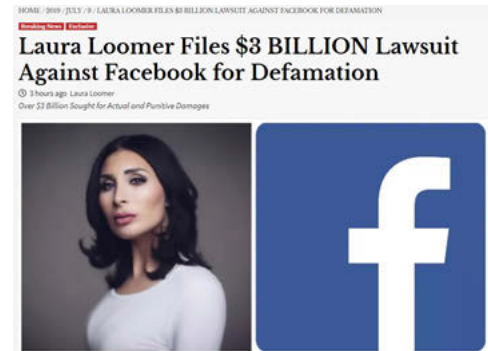 HOME / 2019 / JULY / 9 / LAURA LOOMER FILES $3 BILLION LAWSUIT AGAINST FACEBOOK FOR DEFAMATION
Breaking News Exclusive
Laura Loomer Files $3 BILLION Lawsuit
Against Facebook for Defamation
3 hours ago Laura Loomer
Over $3 Billion Sought for Actual and Punitive Damages
f